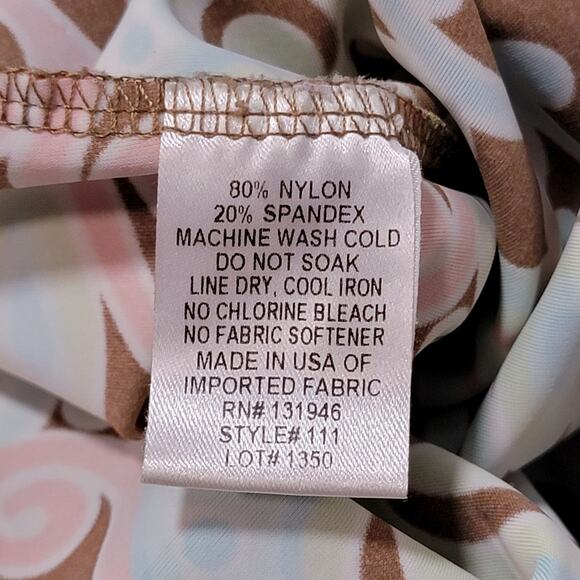 80% NYLON
20% SPANDEX
MACHINE WASH COLD
DO NOT SOAK
LINE DRY, COOL IRON
NO CHLORINE BLEACH
NO FABRIC SOFTENER
MADE IN USA OF
IMPORTED FABRIC
RN# 131946
STYLE# 111
LOT# 1350